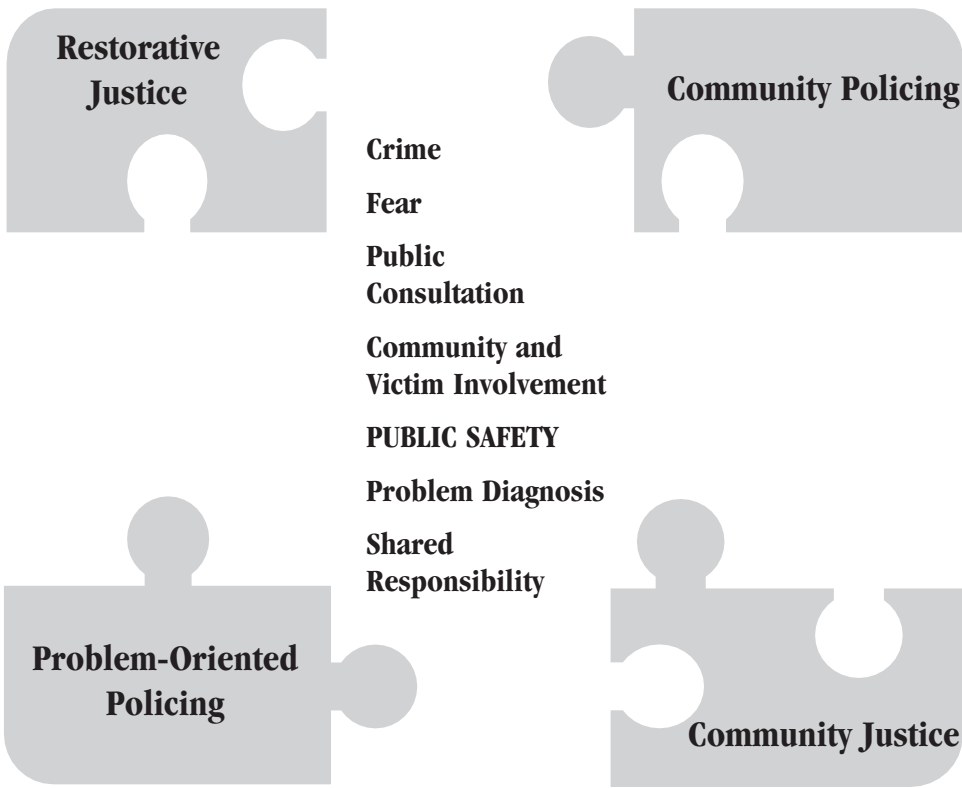 Restorative
Justice
Community Policing
Crime
Fear
Public
Consultation
Community and
Victim Involvement
PUBLIC SAFETY
Problem Diagnosis
Shared
Responsibility
Problem-Oriented
Policing
Community Justice